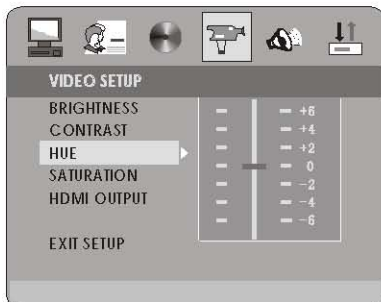 VIDEO SETUP
BRIGHTNESS
CONTRAST
HUE
SATURATION
HDMI OUTPUT
EXIT SETUP
+6
+4
+2
0
-2
-4
-6